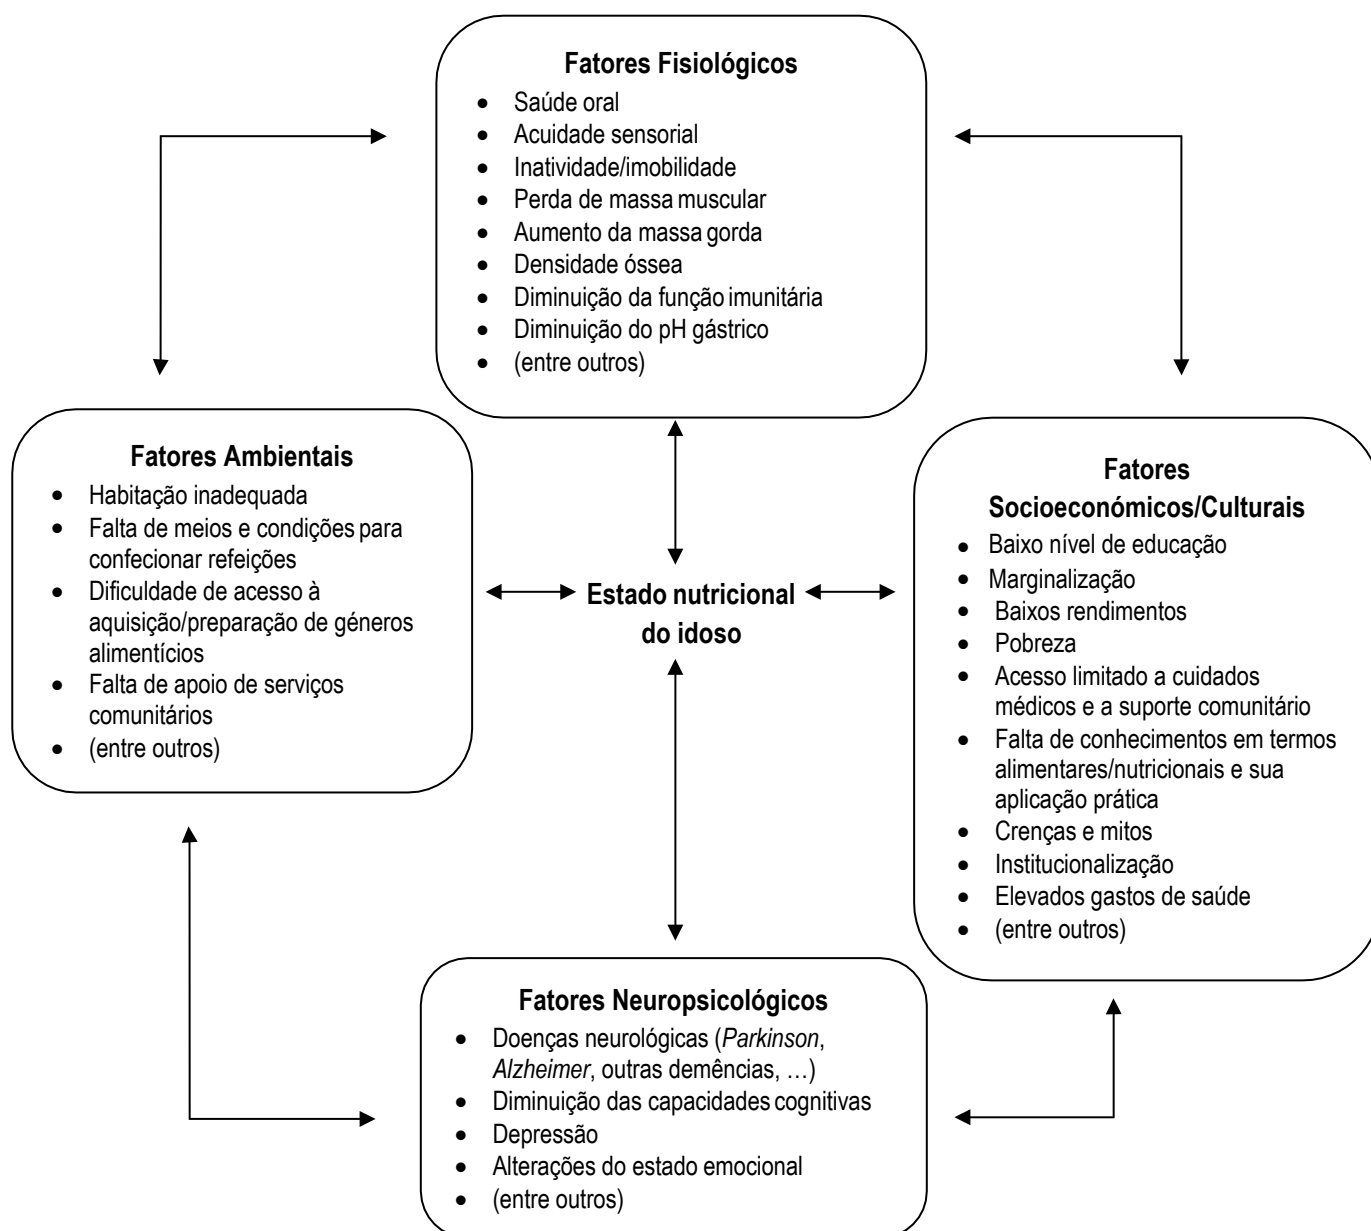 Fatores Fisiológicos
• Saúde oral
• Acuidade sensorial
• Inatividade/imobilidade
• Perda de massa muscular
• Aumento da massa gorda
• Densidade óssea
• Diminuição da função imunitária
• Diminuição do pH gástrico
• (entre outros)
Fatores Ambientais
• Habitação inadequada
• Falta de meios e condições para
confecionar refeições
• Dificuldade de acesso à
aquisição/preparação de géneros
alimentícios
• Falta de apoio de serviços
comunitários
• (entre outros)
Estado nutricional
do idoso
Fatores
Socioeconómicos/Culturais
• Baixo nível de educação
• Marginalização
• Baixos rendimentos
• Pobreza
• Acesso limitado a cuidados
médicos e a suporte comunitário
• Falta de conhecimentos em termos
alimentares/nutricionais e sua
aplicação prática
• Crenças e mitos
• Institucionalização
• Elevados gastos de saúde
• (entre outros)
Fatores Neuropsicológicos
• Doenças neurológicas (Parkinson,
Alzheimer, outras demências, …)
• Diminuição das capacidades cognitivas
• Depressão
• Alterações do estado emocional
• (entre outros)